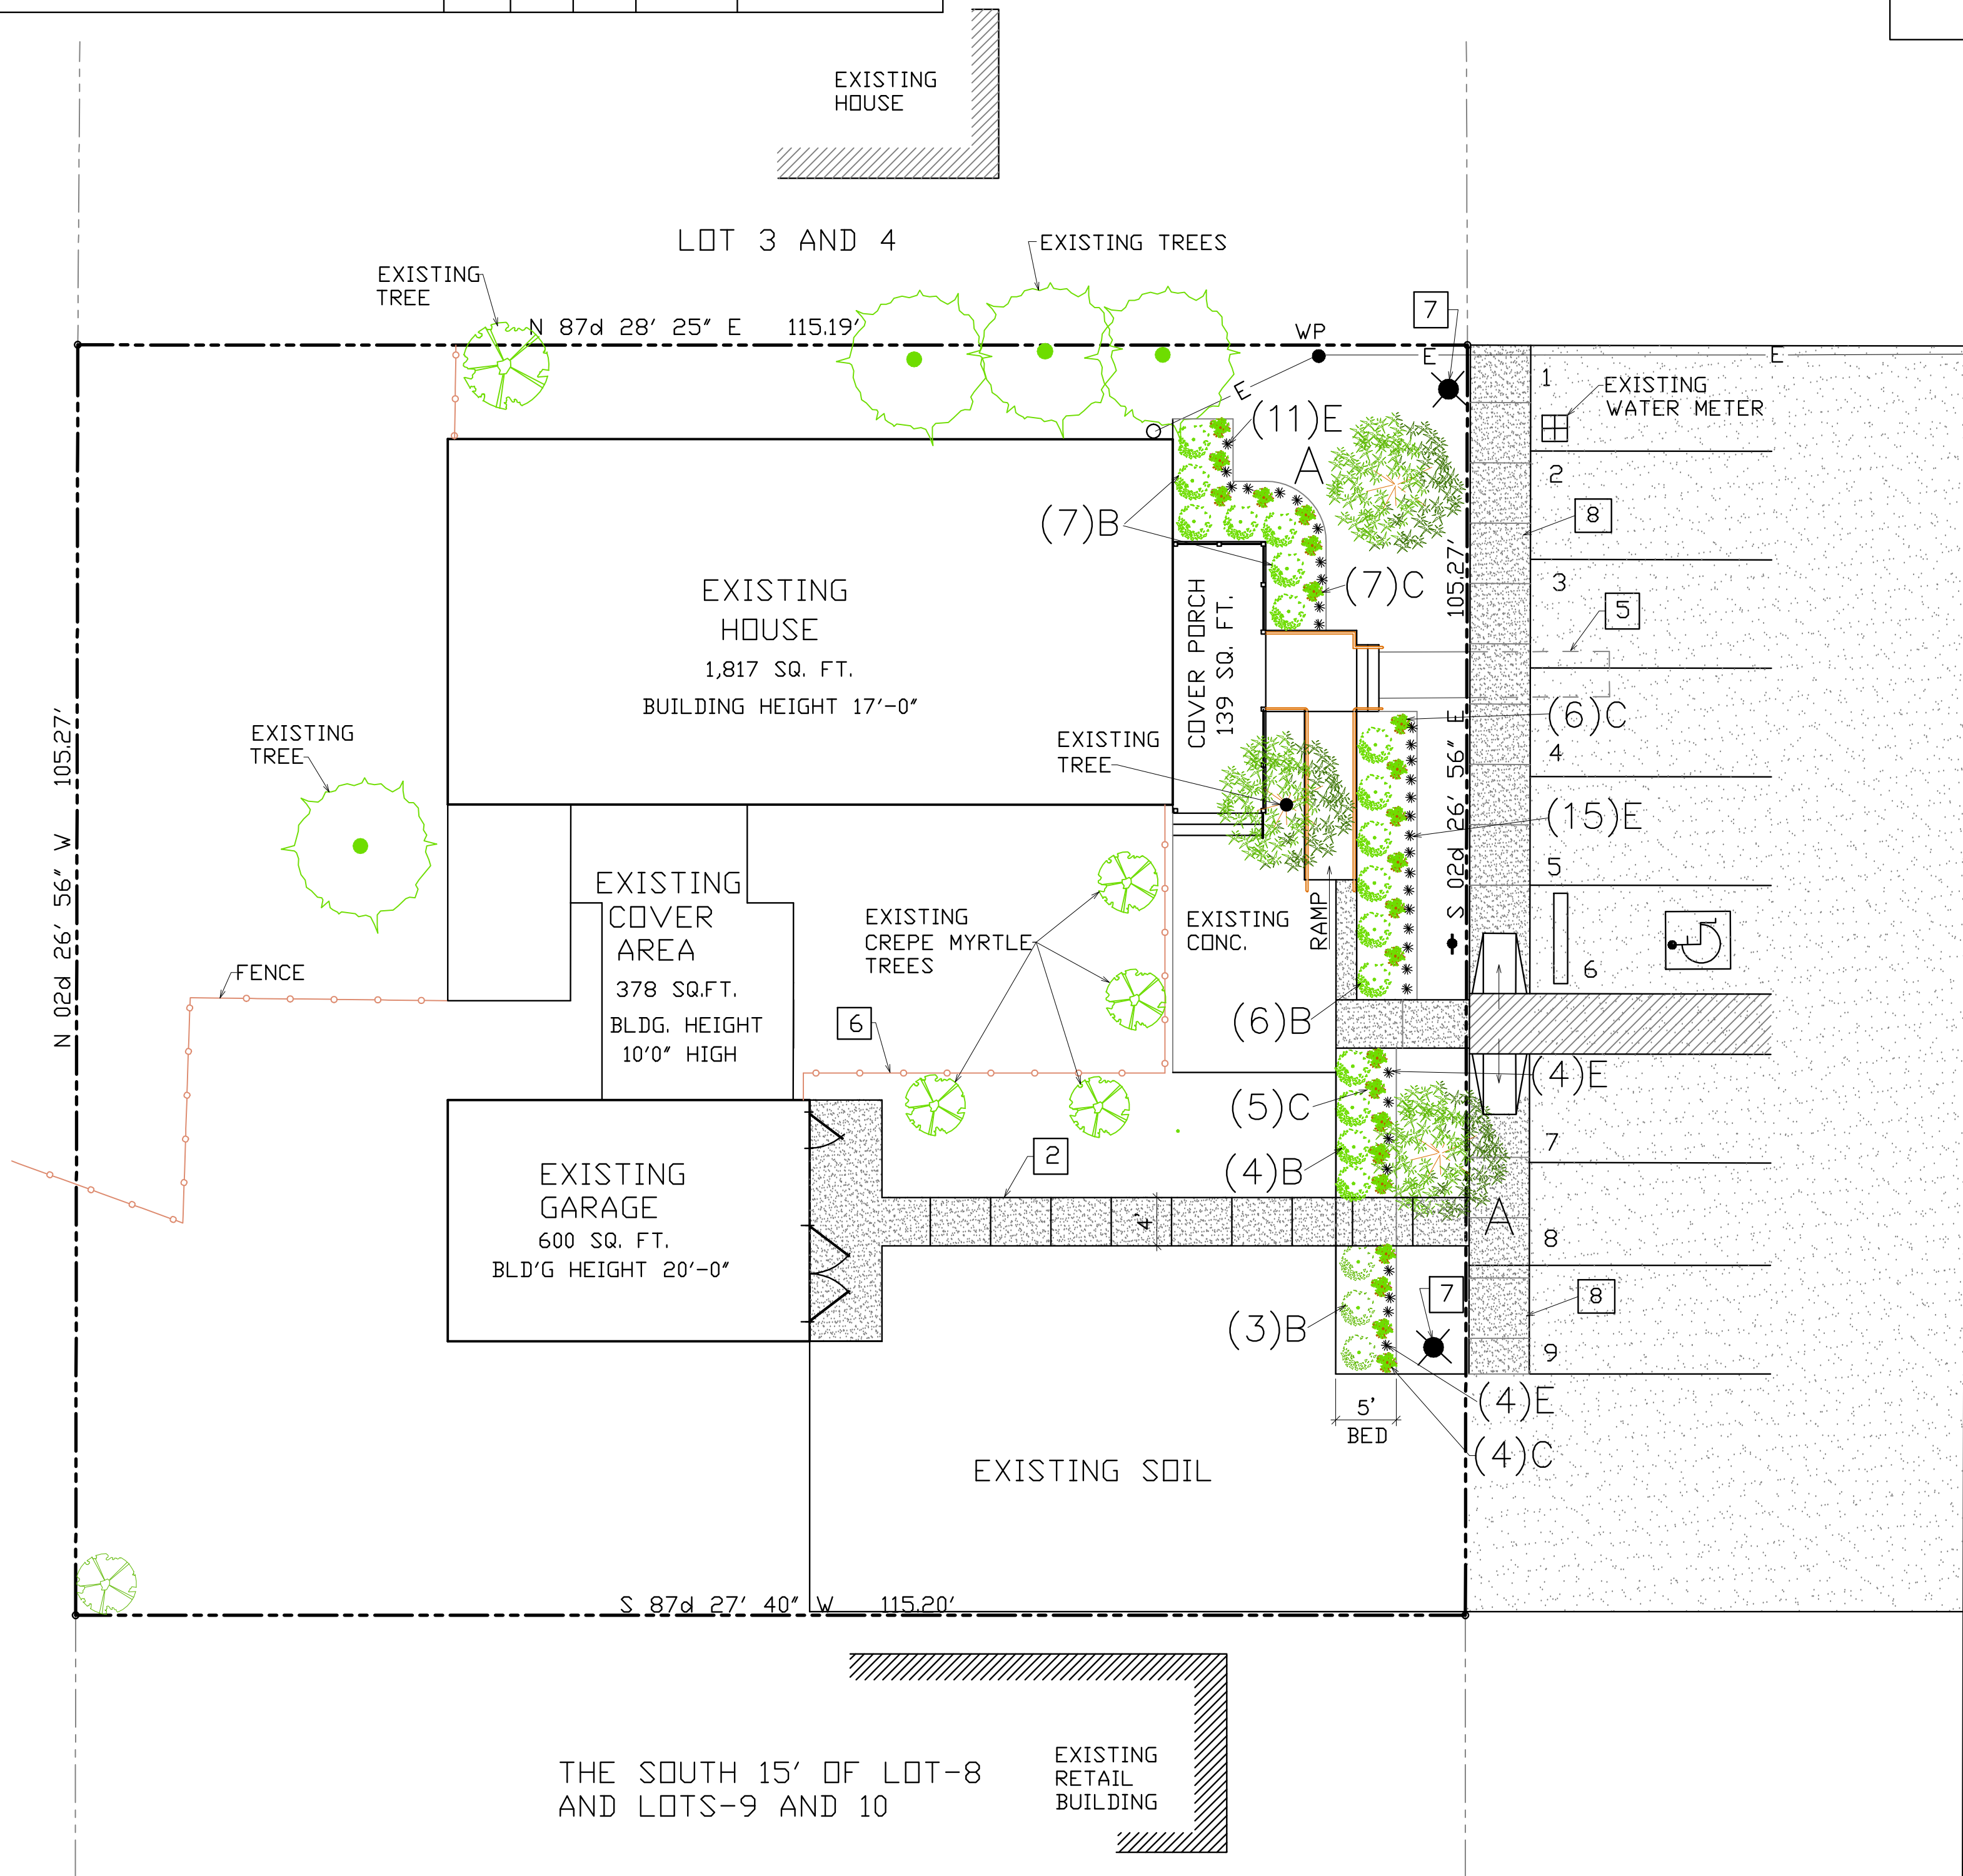 EXISTING
HOUSE
LOT 3 AND 4
EXISTING TREES
EXISTING
TREE
N 87d 28' 25" E 115.19'
WP
7
E
E
E
1
EXISTING
WATER METER
(11)E
A
2
8
(7)B
3
5
(7)C
105.27'
EXISTING
HOUSE
1,817 SQ. FT.
BUILDING HEIGHT 17'-0"
COVER PORCH
139 SQ. FT.
(6)C
4
EXISTING
TREE
EXISTING
TREE
N 02d 26' 56" W 105.27'
S 02d 26' 56" E
(15)E
5
EXISTING
COVER
AREA
378 SQ.FT.
BLDG. HEIGHT
10'0" HIGH
EXISTING
CREPE MYRTLE
TREES
EXISTING
CONC.
RAMP
6
FENCE
6
(6)B
(4)E
(5)C
7
2
(4)B
EXISTING
GARAGE
600 SQ. FT.
BLD'G HEIGHT 20'-0"
4'
A
8
7
8
(3)B
9
(4)E
5'
BED
(4)C
EXISTING SOIL
S 87d 27' 40" W 115.20'
THE SOUTH 15' OF LOT-8
AND LOTS-9 AND 10
EXISTING
RETAIL
BUILDING